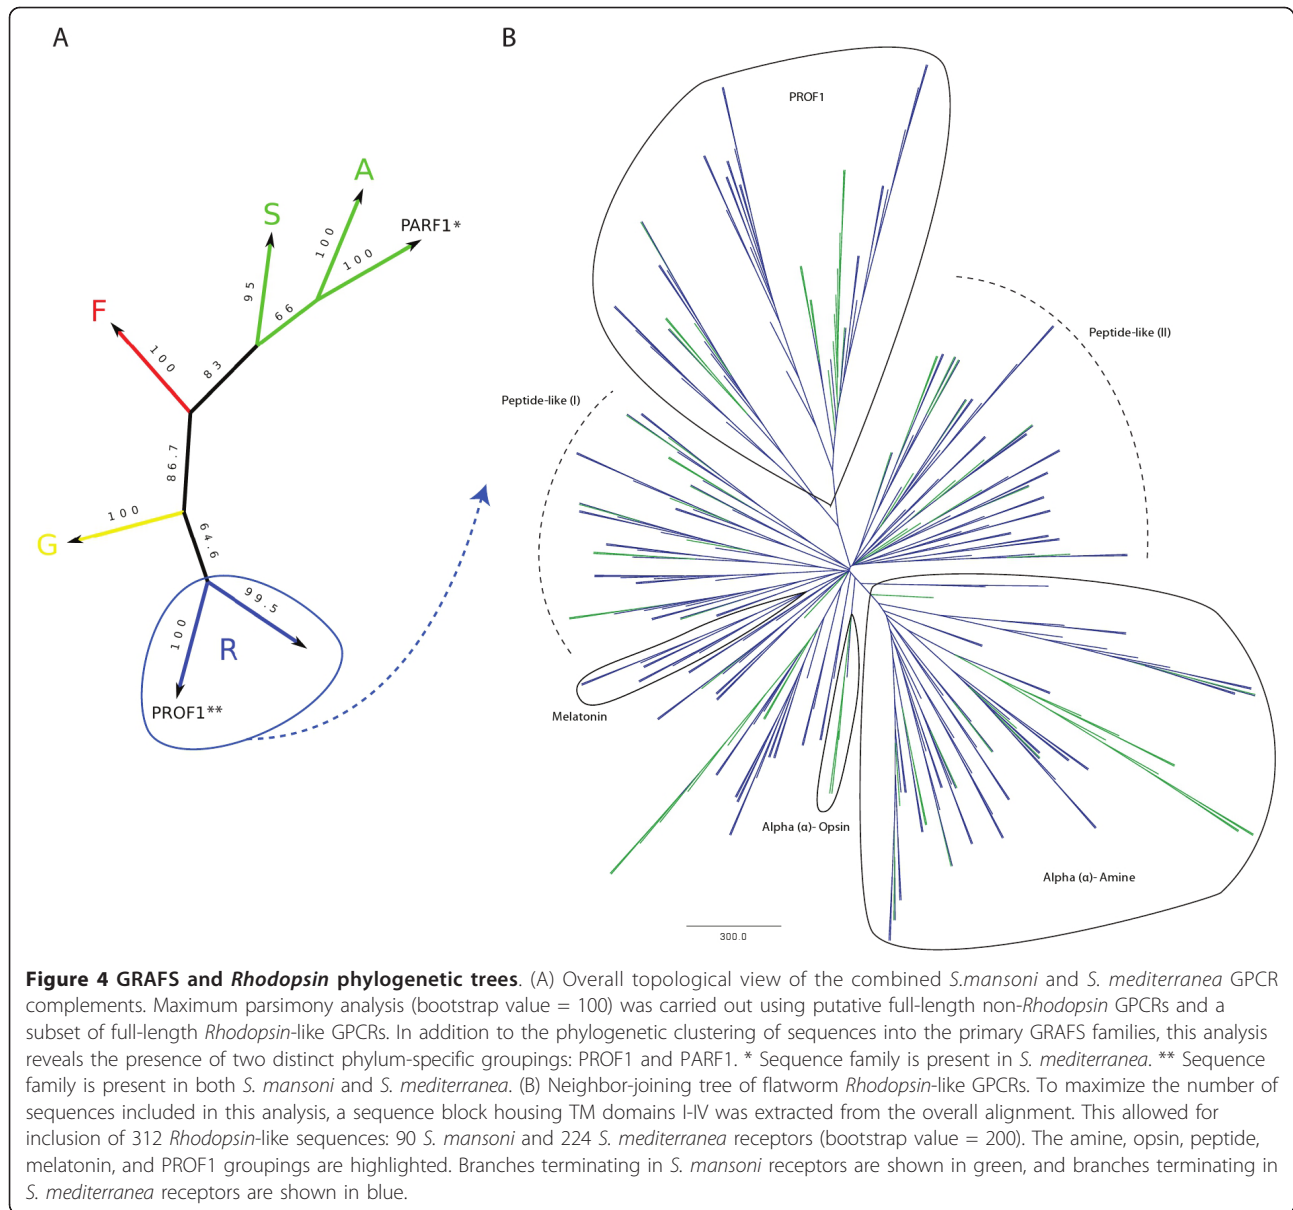 A
B
PROF1
A
S
PARF1*
100
100
95
66
F
100
83
Peptide-like (II)
Peptide-like (I)
86.7
100
G
64.6
99.5
100
R
PROF1**
Melatonin
Alpha (α)- Opsin
Alpha (α)- Amine
300.0
Figure 4 GRAFS and Rhodopsin phylogenetic trees. (A) Overall topological view of the combined S.mansoni and S. mediterranea GPCR
complements. Maximum parsimony analysis (bootstrap value = 100) was carried out using putative full-length non-Rhodopsin GPCRs and a
subset of full-length Rhodopsin-like GPCRs. In addition to the phylogenetic clustering of sequences into the primary GRAFS families, this analysis
reveals the presence of two distinct phylum-specific groupings: PROF1 and PARF1. * Sequence family is present in S. mediterranea. ** Sequence
family is present in both S. mansoni and S. mediterranea. (B) Neighbor-joining tree of flatworm Rhodopsin-like GPCRs. To maximize the number of
sequences included in this analysis, a sequence block housing TM domains I-IV was extracted from the overall alignment. This allowed for
inclusion of 312 Rhodopsin-like sequences: 90 S. mansoni and 224 S. mediterranea receptors (bootstrap value = 200). The amine, opsin, peptide,
melatonin, and PROF1 groupings are highlighted. Branches terminating in S. mansoni receptors are shown in green, and branches terminating in
S. mediterranea receptors are shown in blue.